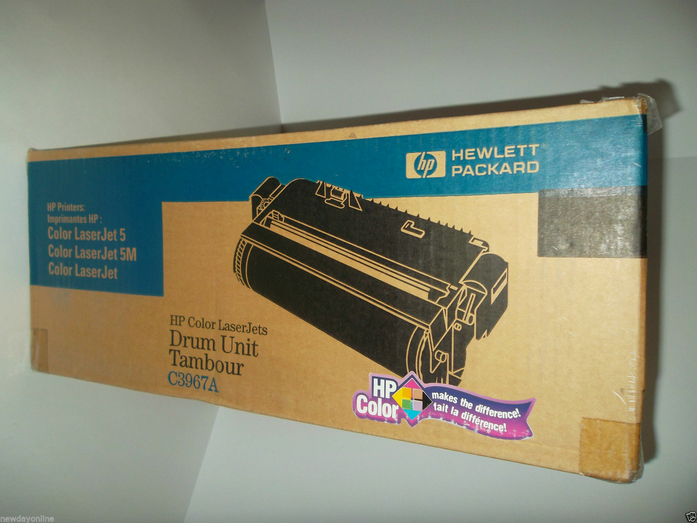 hp HEWLETT®
PACKARD
HP Printers:
Imprimantes HP :
Color LaserJet 5
Color LaserJet 5M
Color LaserJet
HP Color LaserJets
Drum Unit
Tambour
C3967A
HP
Color
makes the difference!
fait la différence!
newdayonline